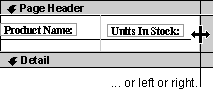 Page Header
Product Name: Units In Stock:
Detail
... or left or right.